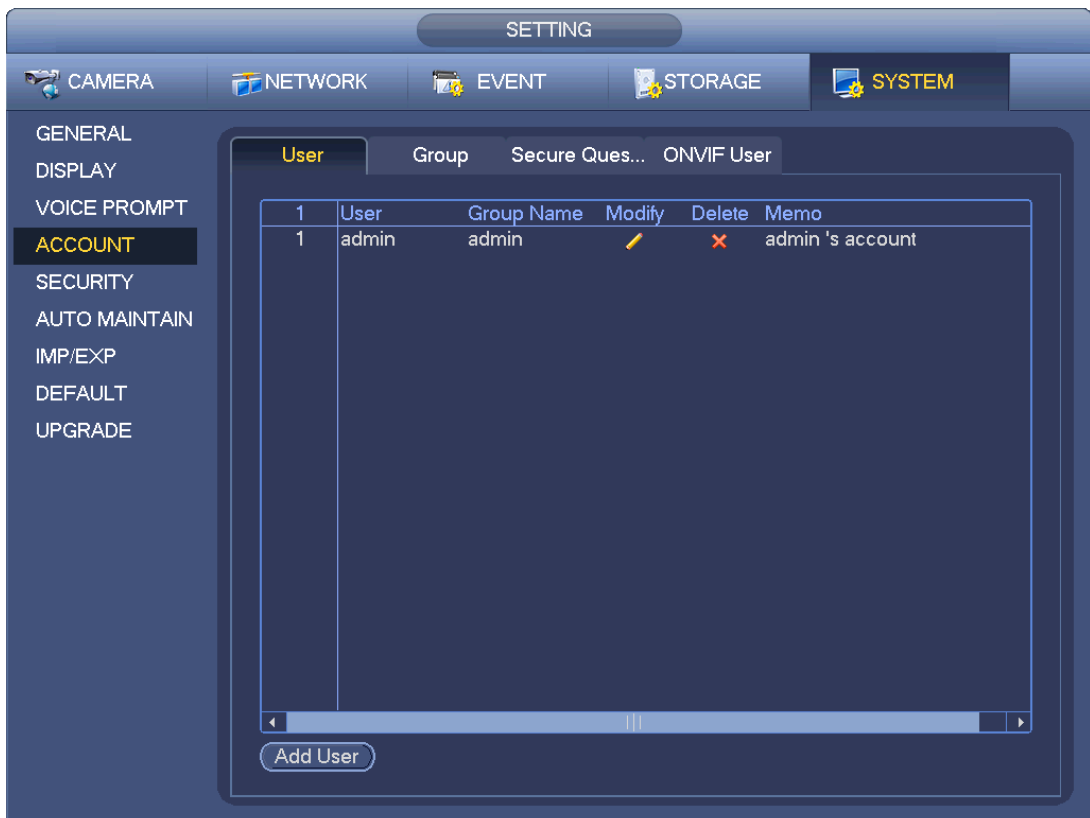 SETTING
CAMERA NETWORK EVENT STORAGE SYSTEM
GENERAL
DISPLAY
VOICE PROMPT
ACCOUNT
SECURITY
AUTO MAINTAIN
IMP/EXP
DEFAULT
UPGRADE
User Group Secure Ques... ONVIF User
1 User Group Name Modify Delete Memo
1 admin admin admin 's account
Add User